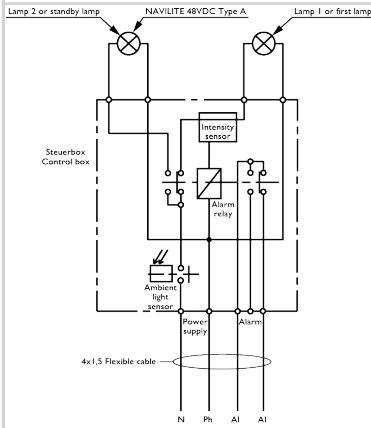 Lamp 2 or standby lamp
NAVILITE 48VDC Type A
Lamp 1 or first lamp
Intensity
sensor
Steuerbox
Control box
Alarm
relay
Ambient
light
sensor
Power
supply
Alarm
4x1,5 Flexible cable
N Ph Al Al